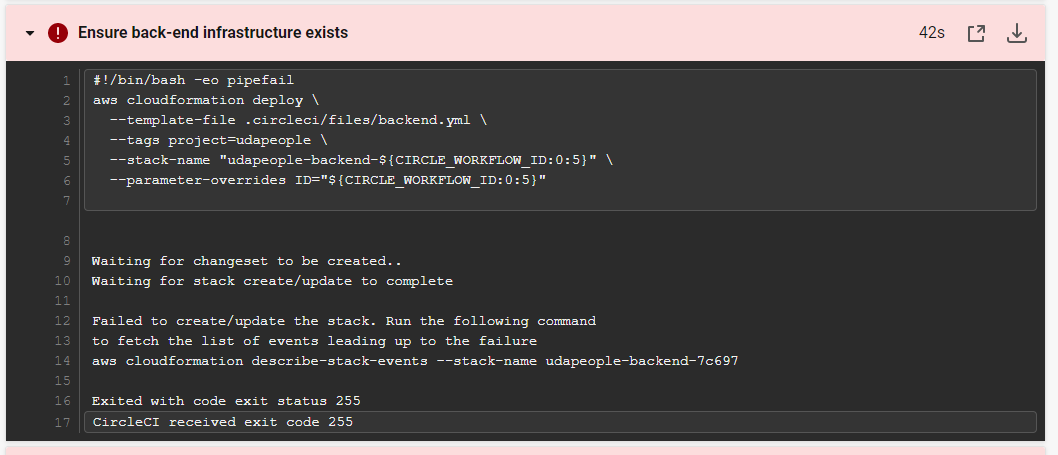 Ensure back-end infrastructure exists 42s
1 #!/bin/bash -eo pipefail
2 aws cloudformation deploy \
3   --template-file .circleci/files/backend.yml \
4   --tags project=udapeople \
5   --stack-name "udapeople-backend-${CIRCLE_WORKFLOW_ID:0:5}" \
6   --parameter-overrides ID="${CIRCLE_WORKFLOW_ID:0:5}"
7
8
9 Waiting for changeset to be created..
10 Waiting for stack create/update to complete
11
12 Failed to create/update the stack. Run the following command
13 to fetch the list of events leading up to the failure
14 aws cloudformation describe-stack-events --stack-name udapeople-backend-7c697
15
16 Exited with code exit status 255
17 CircleCI received exit code 255